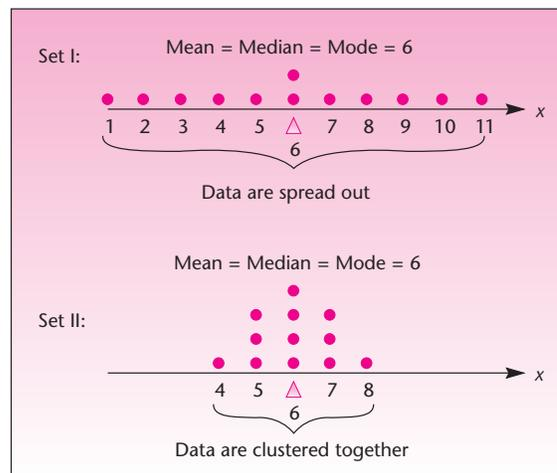 Mean = Median = Mode = 6
Set I:
x
1 2 3 4 5 7 8 9 10 11
6
Data are spread out
Mean = Median = Mode = 6
Set II:
x
4 5 7 8
6
Data are clustered together